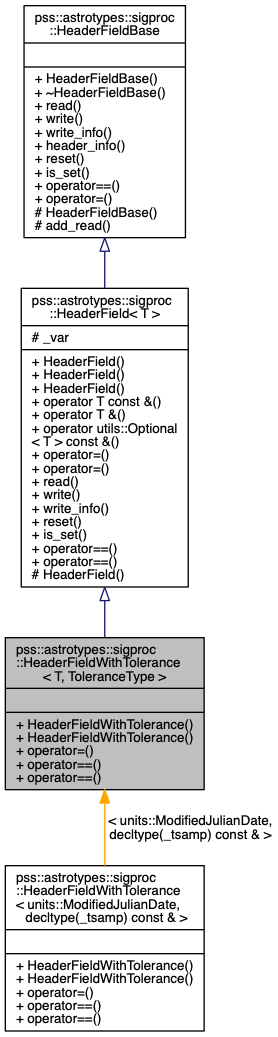 pss::astrotypes::sigproc
::HeaderFieldBase
+ HeaderFieldBase()
+ ~HeaderFieldBase()
+ read()
+ write()
+ write_info()
+ header_info()
+ reset()
+ is_set()
+ operator==()
+ operator=()
# HeaderFieldBase()
# add_read()
pss::astrotypes::sigproc
::HeaderField< T >
# _var
+ HeaderField()
+ HeaderField()
+ HeaderField()
+ operator T const &()
+ operator T &()
+ operator utils::Optional
< T > const &()
+ operator=()
+ operator=()
+ read()
+ write()
+ write_info()
+ reset()
+ is_set()
+ operator==()
+ operator==()
# HeaderField()
pss::astrotypes::sigproc
::HeaderFieldWithTolerance
< T, ToleranceType >
+ HeaderFieldWithTolerance()
+ HeaderFieldWithTolerance()
+ operator=()
+ operator==()
+ operator==()
< units::ModifiedJulianDate,
decltype(_tsamp) const & >
pss::astrotypes::sigproc
::HeaderFieldWithTolerance
< units::ModifiedJulianDate,
decltype(_tsamp) const & >
+ HeaderFieldWithTolerance()
+ HeaderFieldWithTolerance()
+ operator=()
+ operator==()
+ operator==()